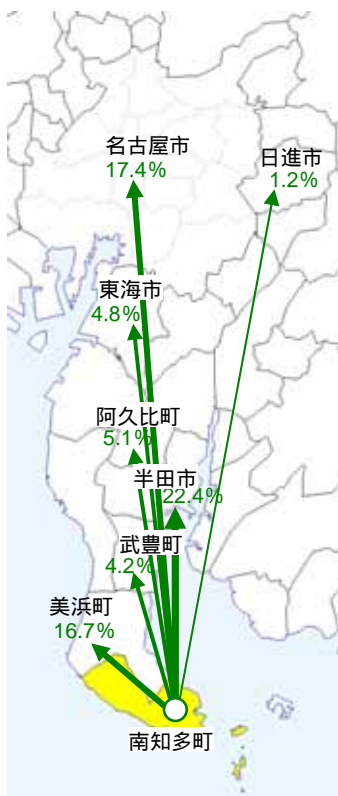 名古屋市
17.4%
日進市
1.2%
東海市
4.8%
阿久比町
5.1%
半田市
22.4%
武豊町
4.2%
美浜町
16.7%
南知多町